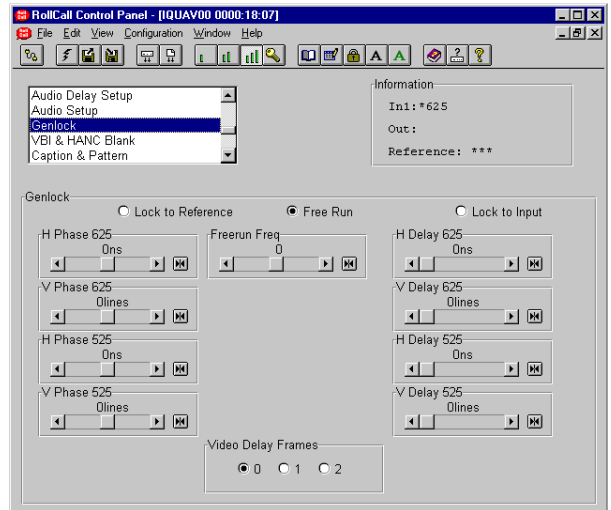 RollCall Control Panel - [IQUAV00 0000:18:07]
File Edit View Configuration Window Help
A A
Audio Delay Setup
Audio Setup
Genlock
VBI & HANC Blank
Caption & Pattern
Information
In1:*625
Out:
Reference: ***
Genlock
Lock to Reference Free Run Lock to Input
H Phase 625 Freerun Freq H Delay 625
0ns 0 0ns
V Phase 625 V Delay 625
0lines 0lines
H Phase 525 H Delay 525
0ns 0ns
V Phase 525 V Delay 525
0lines 0lines
Video Delay Frames
0 1 2